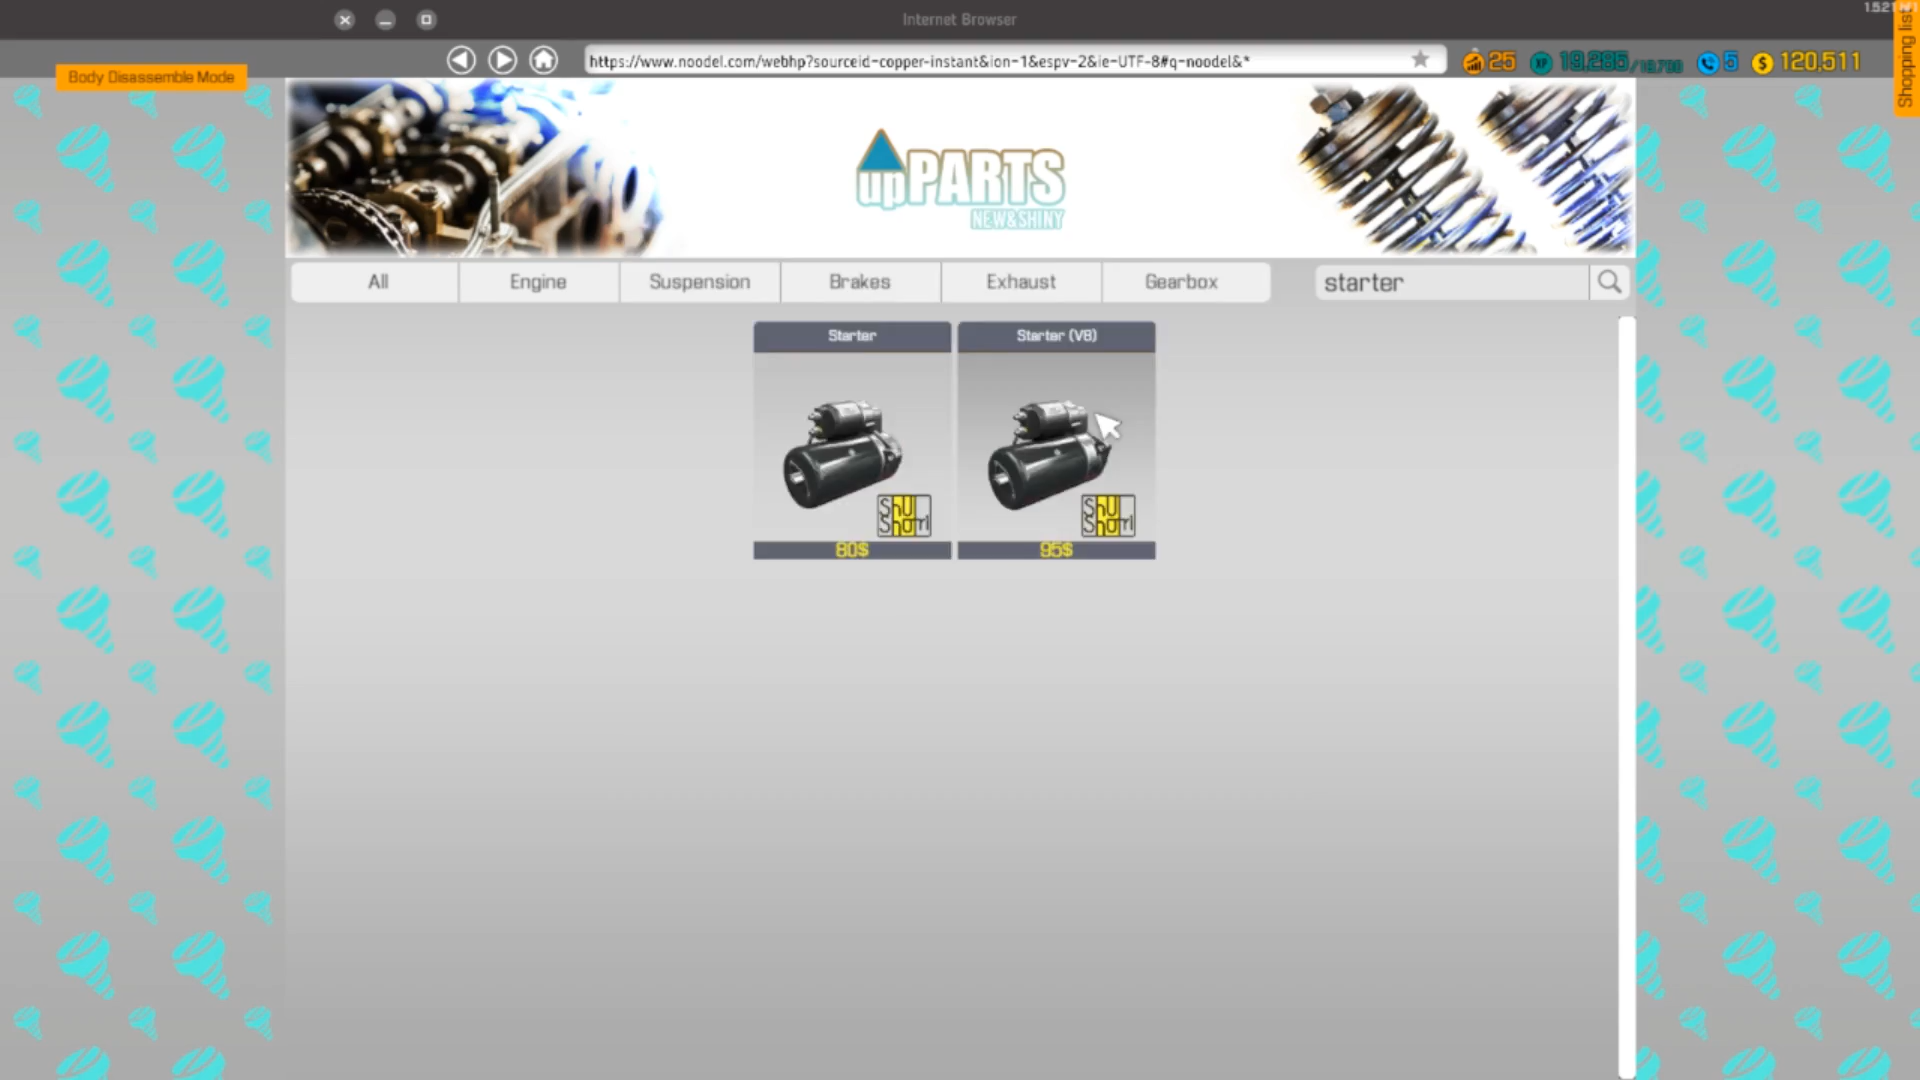 Internet Browser
https://www.noodel.com/webhp?sourceid-copper-instant&ion-1&espv-2&ie-UTF-8#q-noodel&*
25
5
120,511
Body Disassemble Mode
Shopping list
upPARTS
NEW&SHINY
All
Engine
Suspension
Brakes
Exhaust
Gearbox
starter
Starter
Starter (V8)
80$
95$